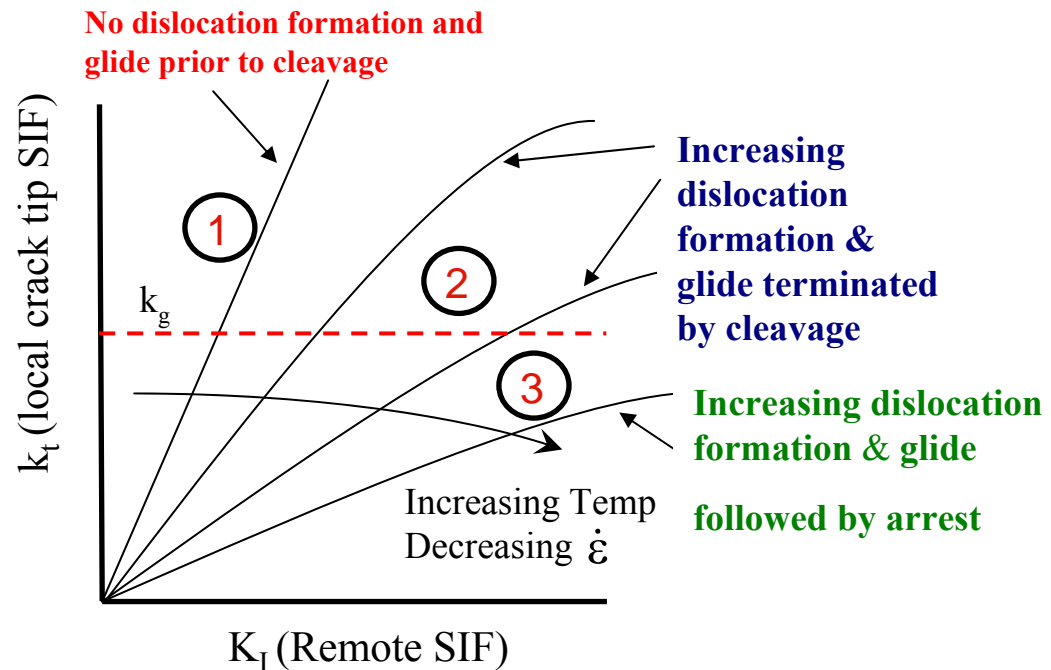 No dislocation formation and
glide prior to cleavage
k_t (local crack tip SIF)
1
k_g
2
3
Increasing
dislocation
formation &
glide terminated
by cleavage
Increasing dislocation
formation & glide
followed by arrest
Increasing Temp
Decreasing ε̇
K_I (Remote SIF)